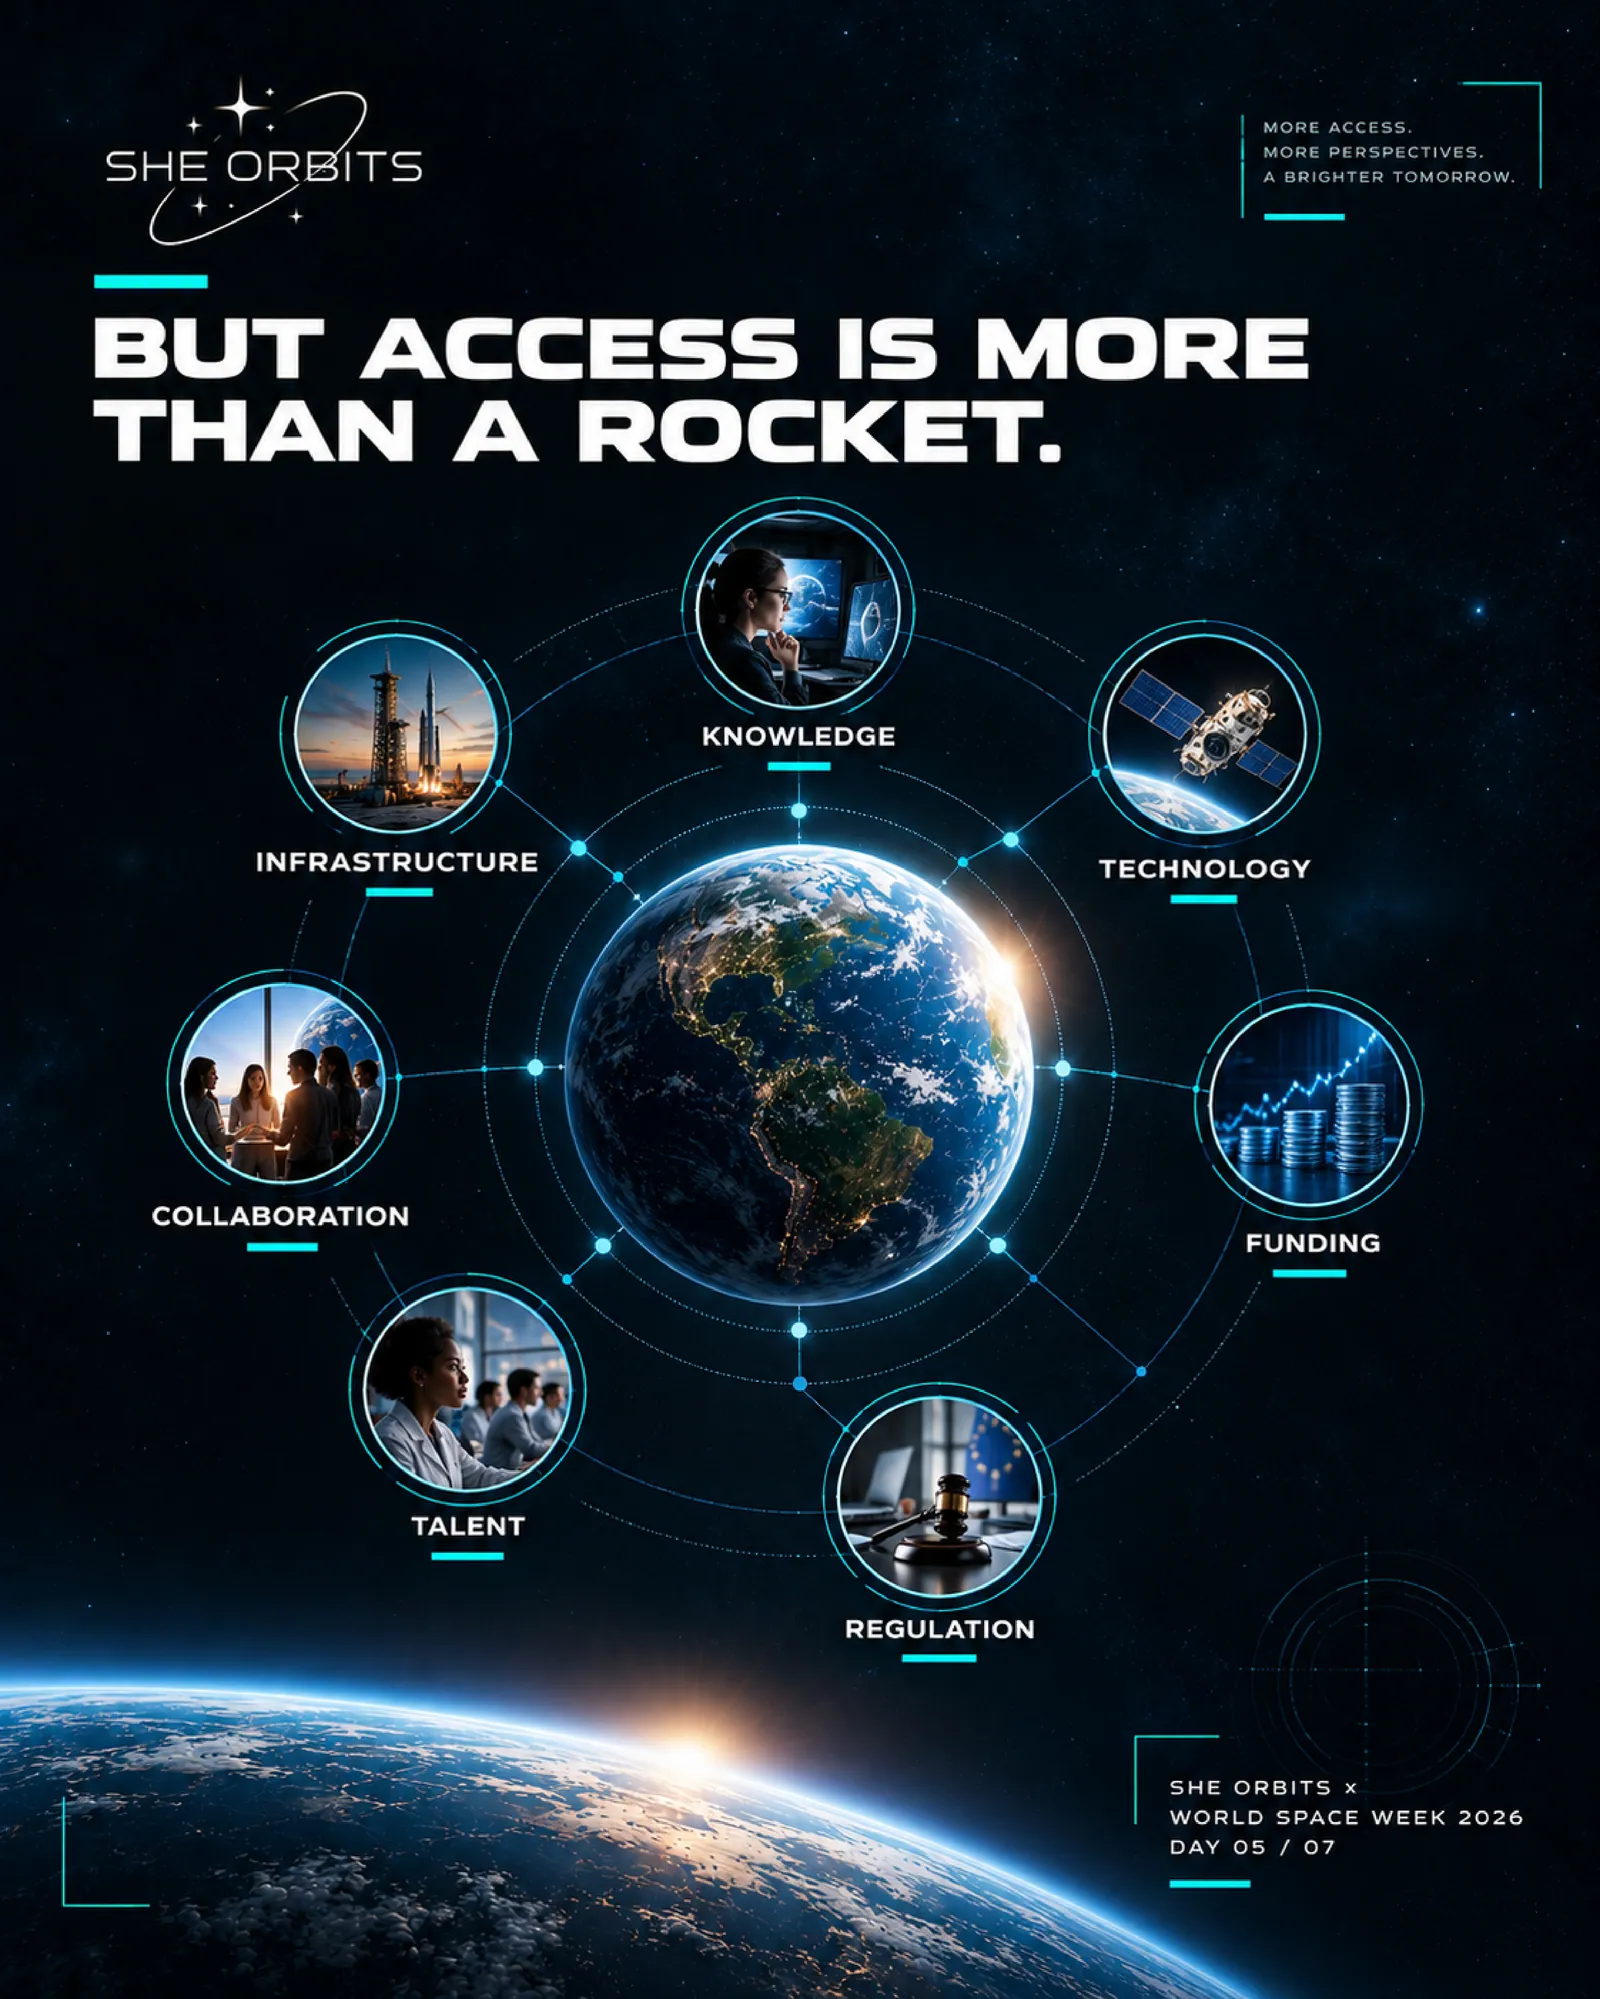 SHE ORBITS
MORE ACCESS.
MORE PERSPECTIVES.
A BRIGHTER TOMORROW.
BUT ACCESS IS MORE
THAN A ROCKET.
KNOWLEDGE
INFRASTRUCTURE
TECHNOLOGY
COLLABORATION
FUNDING
TALENT
REGULATION
SHE ORBITS x
WORLD SPACE WEEK 2026
DAY 05 / 07